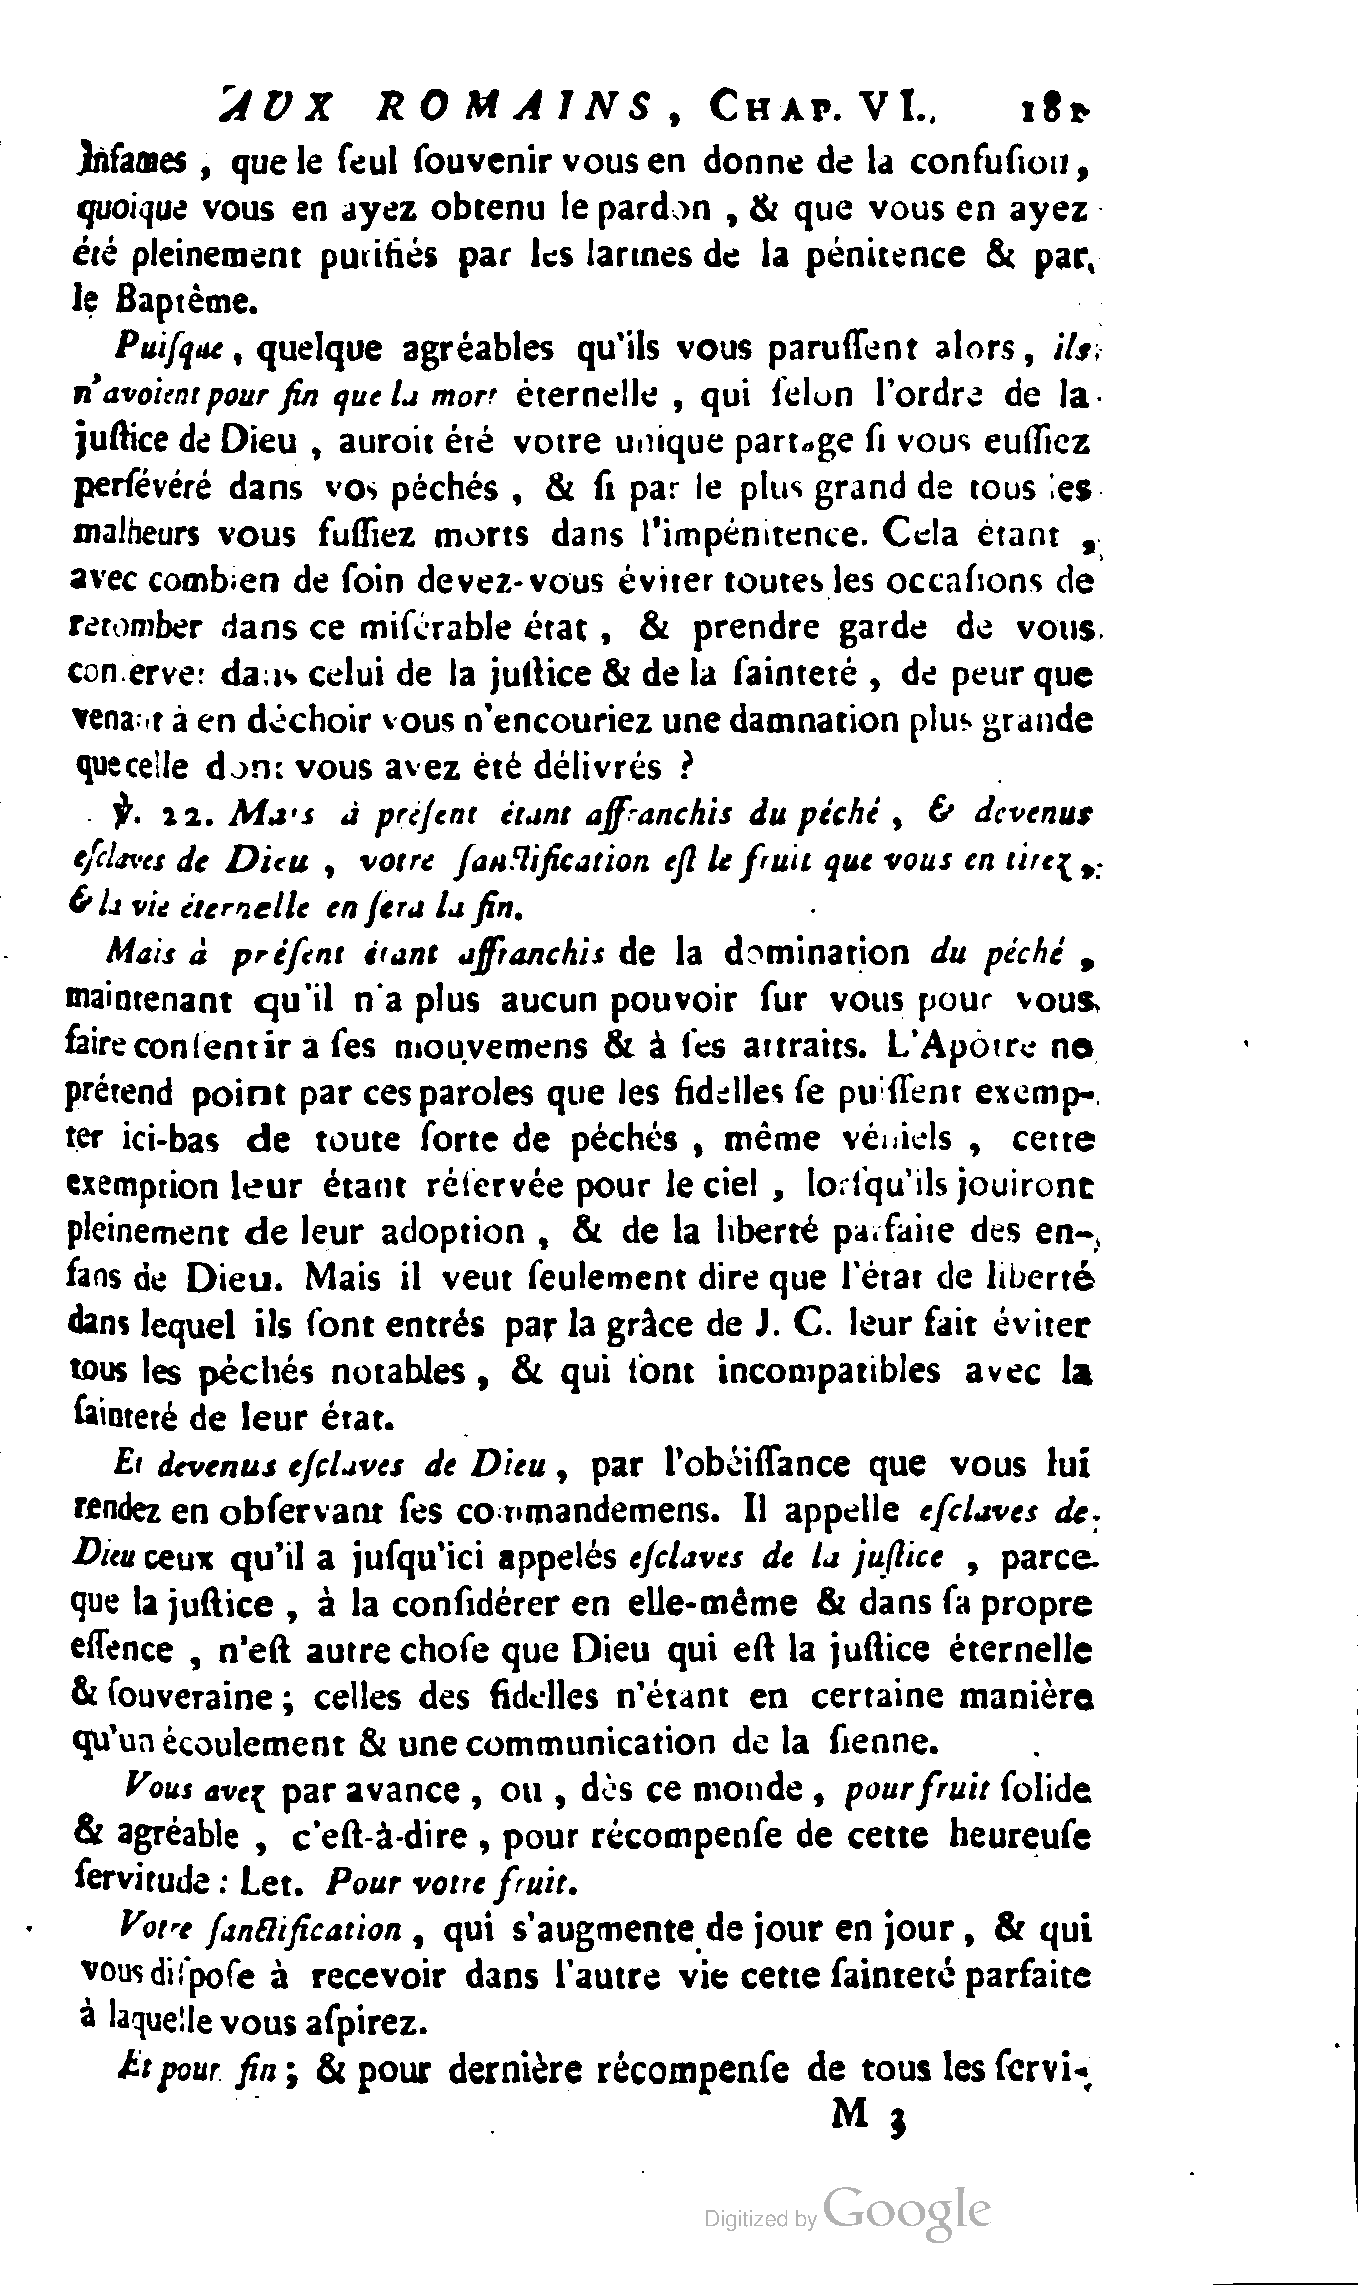 AUX ROMAINS, CHAP. VI. 181
infames, que le ſeul ſouvenir vous en donne de la confuſion,
quoique vous en ayez obtenu le pardon, & que vous en ayez
été pleinement purifiés par les larmes de la pénitence & par
le Baptême.
Puiſque, quelque agréables qu'ils vous paruſſent alors, ils
n'avoient pour fin que la mort éternelle, qui ſelon l'ordre de la
juſtice de Dieu, auroit été votre unique partage ſi vous euſſiez
perſévéré dans vos péchés, & ſi par le plus grand de tous les
malheurs vous fuſſiez morts dans l'impénitence. Cela étant,
avec combien de ſoin devez-vous éviter toutes les occaſions de
retomber dans ce miſérable état, & prendre garde de vous
conſerver dans celui de la juſtice & de la ſainteté, de peur que
venant à en déchoir vous n'encouriez une damnation plus grande
que celle dont vous avez été délivrés ?
℣. 22. Mais à préſent étant affranchis du péché, & devenus
eſclaves de Dieu, votre ſanctification eſt le fruit que vous en tirez,
& la vie éternelle en ſera la fin.
Mais à préſent étant affranchis de la domination du péché,
maintenant qu'il n'a plus aucun pouvoir ſur vous pour vous
faire conſentir à ſes mouvemens & à ſes attraits. L'Apôtre ne
prétend point par ces paroles que les fidelles ſe puiſſent exemp-
ter ici-bas de toute ſorte de péchés, même véniels, cette
exemption leur étant réſervée pour le ciel, lorſqu'ils jouiront
pleinement de leur adoption, & de la liberté parfaite des en-
fans de Dieu. Mais il veut ſeulement dire que l'état de liberté
dans lequel ils ſont entrés par la grâce de J. C. leur fait éviter
tous les péchés notables, & qui ſont incompatibles avec la
ſainteté de leur état.
Et devenus eſclaves de Dieu, par l'obéiſſance que vous lui
rendez en obſervant ſes commandemens. Il appelle eſclaves de
Dieu ceux qu'il a juſqu'ici appelés eſclaves de la juſtice, parce
que la juſtice, à la conſidérer en elle-même & dans ſa propre
eſſence, n'eſt autre choſe que Dieu qui eſt la juſtice éternelle
& ſouveraine; celles des fidelles n'étant en certaine manière
qu'un écoulement & une communication de la ſienne.
Vous avez par avance, ou, dès ce monde, pour fruit ſolide
& agréable, c'eſt-à-dire, pour récompenſe de cette heureuſe
ſervitude : Let. Pour votre fruit.
Votre ſanctification, qui s'augmente de jour en jour, & qui
vous diſpoſe à recevoir dans l'autre vie cette ſainteté parfaite
à laquelle vous aſpirez.
Et pour fin; & pour dernière récompenſe de tous les ſervi-
M 3
Digitized by Google